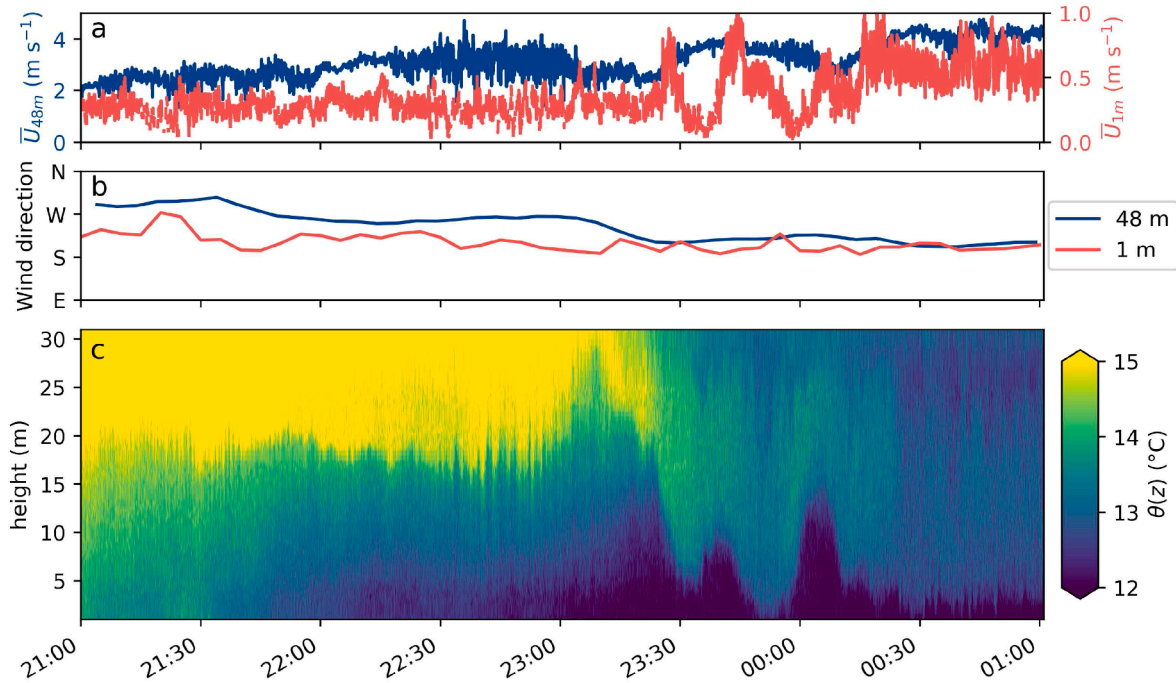 a
4
2
0
U̅₄₈ₘ (m s⁻¹)
1.0
0.5
0.0
U̅₁ₘ (m s⁻¹)
b
N
W
S
E
Wind direction
48 m
1 m
c
30
25
20
15
10
5
height (m)
15
14
13
12
θ(z) (°C)
21:00
21:30
22:00
22:30
23:00
23:30
00:00
00:30
01:00